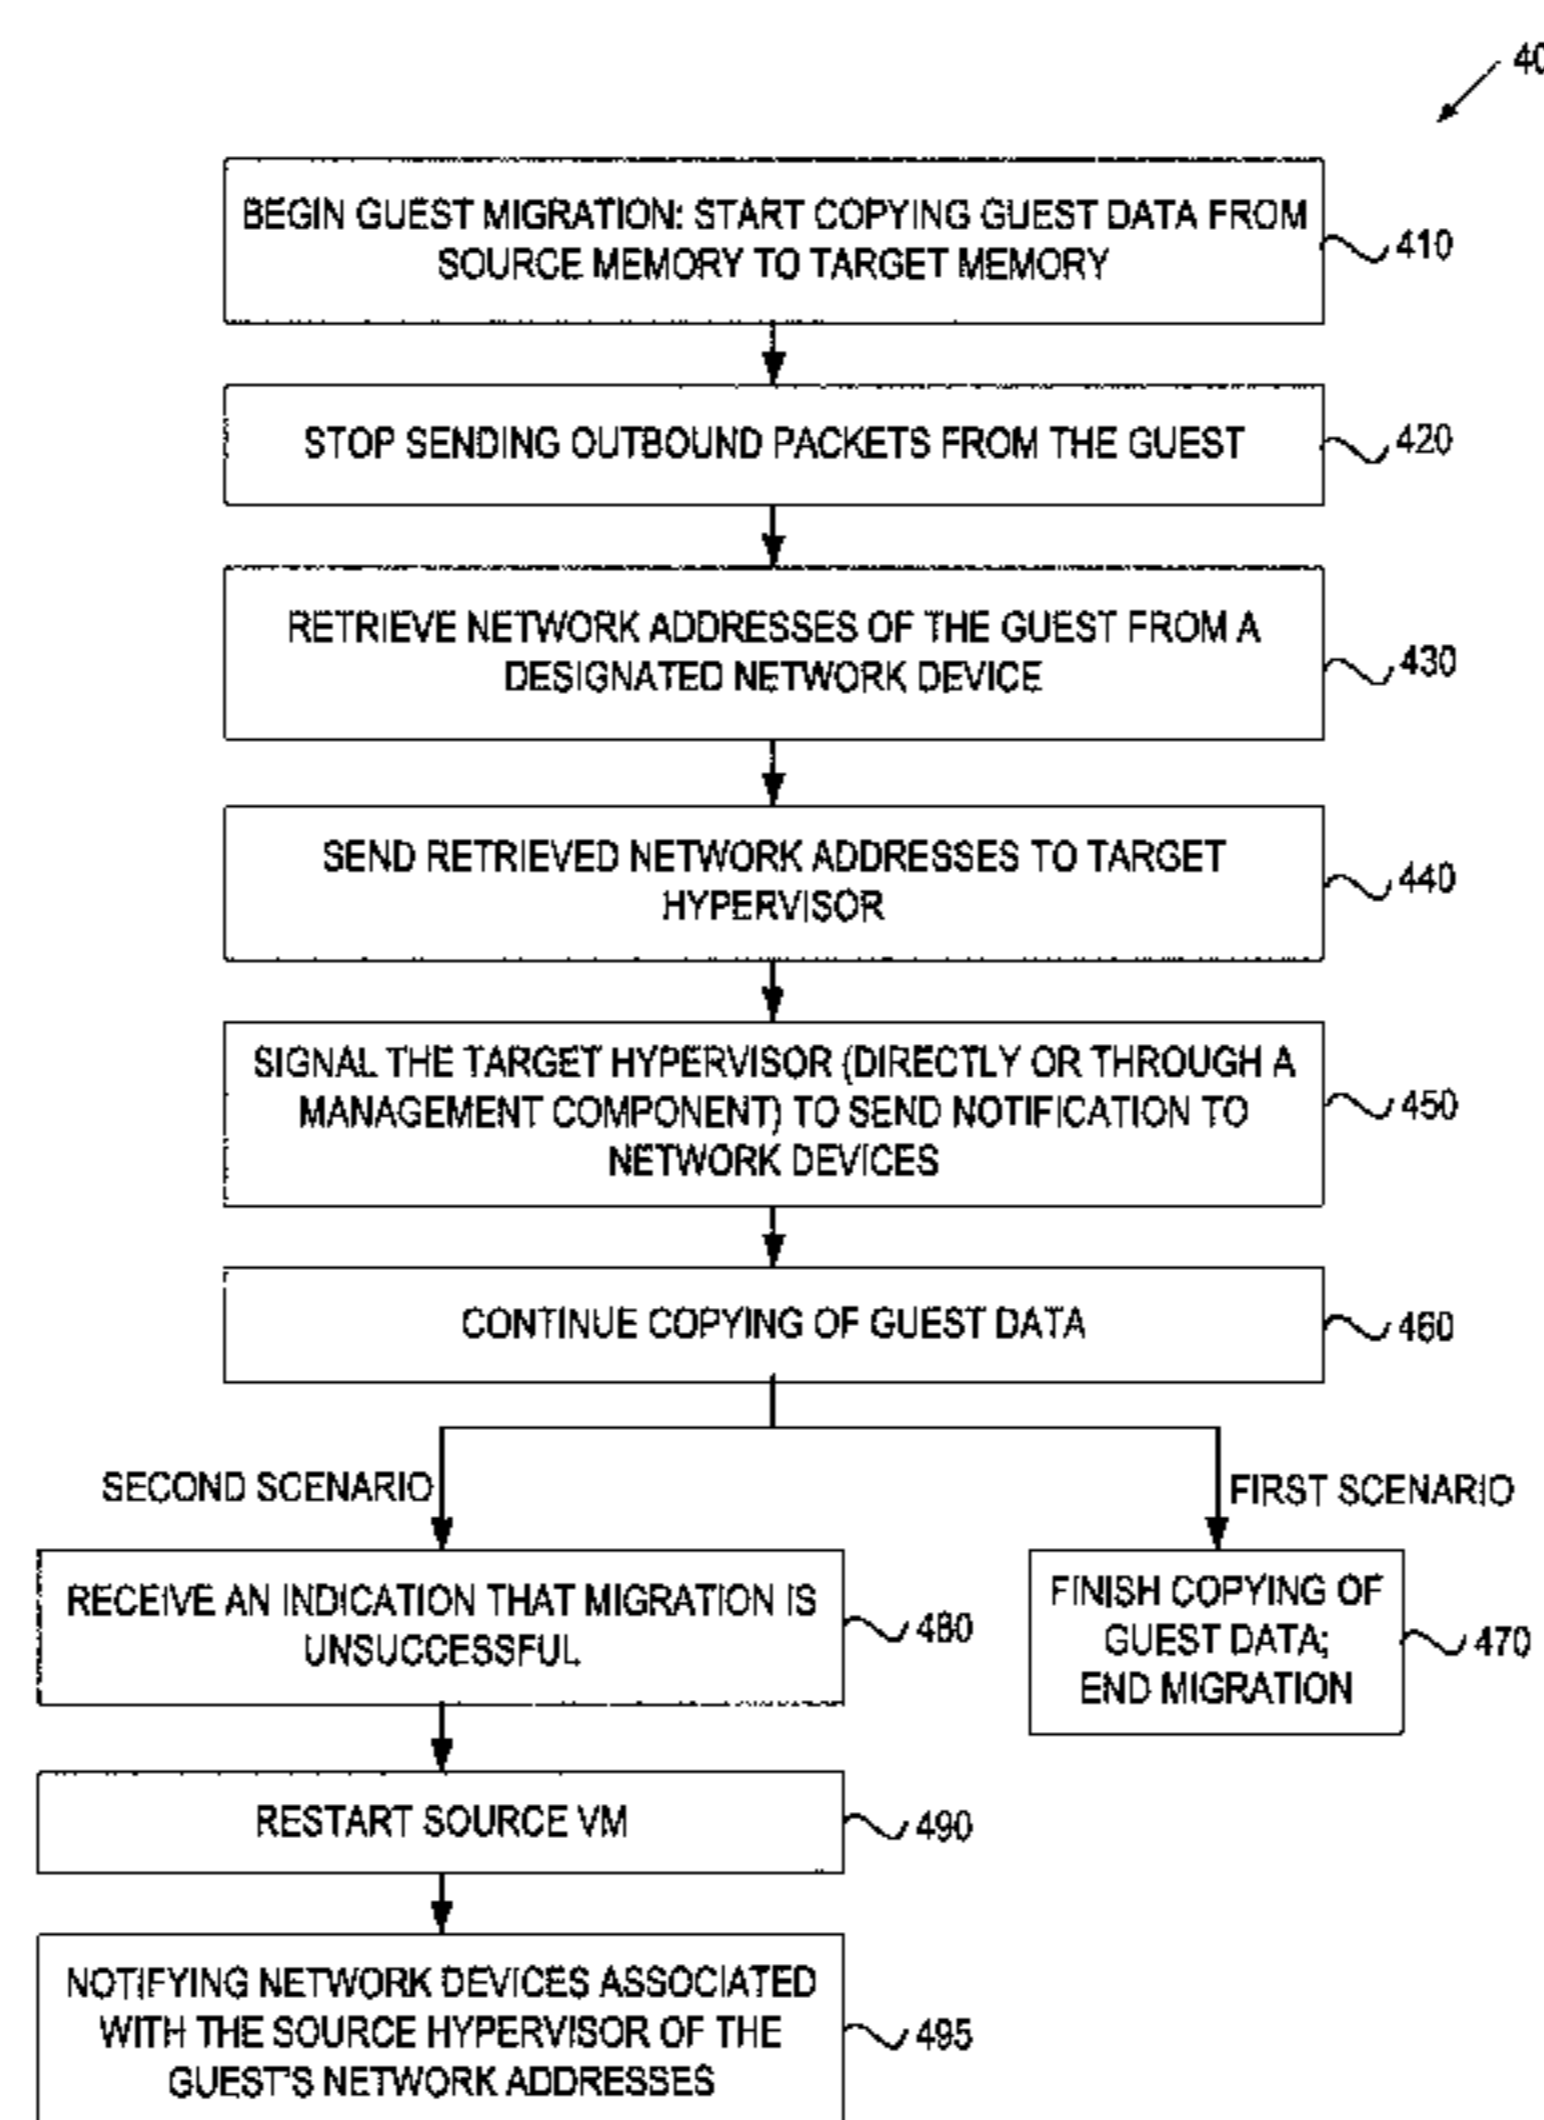 40
BEGIN GUEST MIGRATION: START COPYING GUEST DATA FROM
SOURCE MEMORY TO TARGET MEMORY
410
STOP SENDING OUTBOUND PACKETS FROM THE GUEST
420
RETRIEVE NETWORK ADDRESSES OF THE GUEST FROM A
DESIGNATED NETWORK DEVICE
430
SEND RETRIEVED NETWORK ADDRESSES TO TARGET
HYPERVISOR
440
SIGNAL THE TARGET HYPERVISOR (DIRECTLY OR THROUGH A
MANAGEMENT COMPONENT) TO SEND NOTIFICATION TO
NETWORK DEVICES
450
CONTINUE COPYING OF GUEST DATA
460
SECOND SCENARIO
FIRST SCENARIO
RECEIVE AN INDICATION THAT MIGRATION IS
UNSUCCESSFUL
480
FINISH COPYING OF
GUEST DATA;
END MIGRATION
470
RESTART SOURCE VM
490
NOTIFYING NETWORK DEVICES ASSOCIATED
WITH THE SOURCE HYPERVISOR OF THE
GUEST'S NETWORK ADDRESSES
495